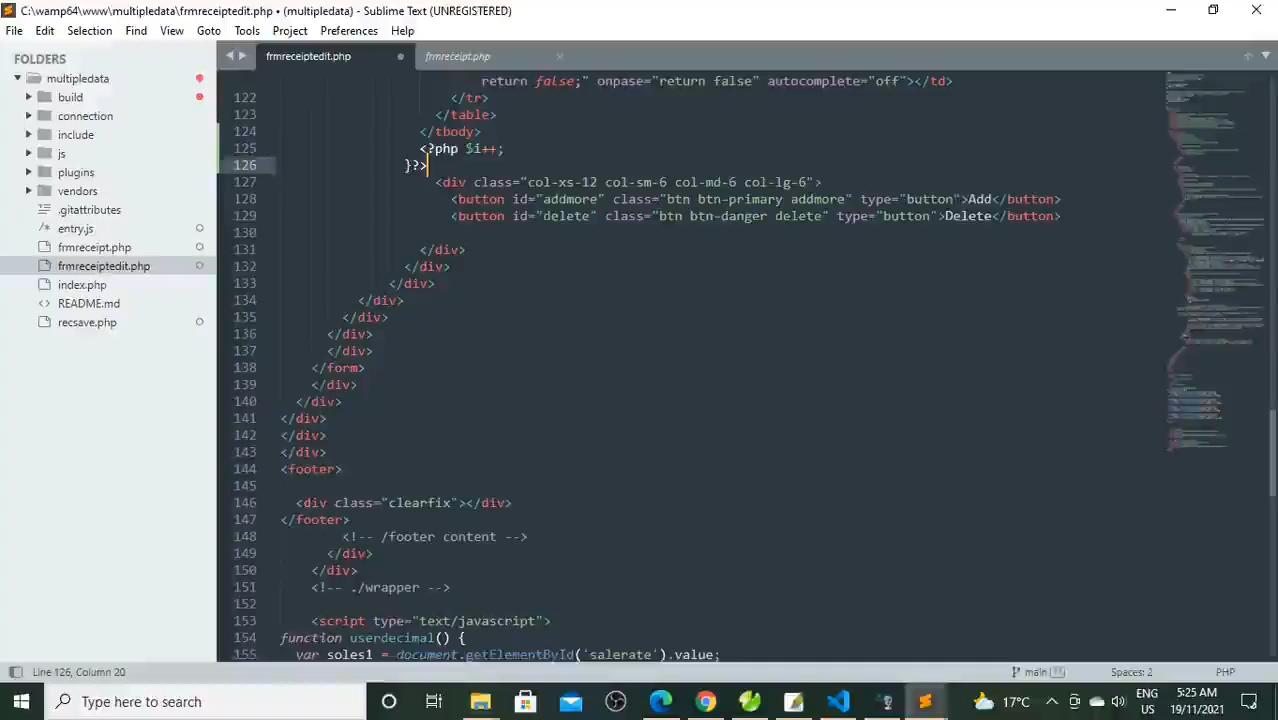 C:\wamp64\www\multipledata\frmreceiptedit.php • (multipledata) - Sublime Text (UNREGISTERED)
File Edit Selection Find View Goto Tools Project Preferences Help
FOLDERS
multipledata
build
connection
include
js
plugins
vendors
.gitattributes
entry.js
frmreceipt.php
frmreceiptedit.php
index.php
README.md
recsave.php
frmreceiptedit.php frmreceipt.php
return false;" onpase="return false" autocomplete="off"></td>
122 </tr>
123 </table>
124 </tbody>
125 <?php $i++;
126 }?>
127 <div class="col-xs-12 col-sm-6 col-md-6 col-lg-6">
128 <button id="addmore" class="btn btn-primary addmore" type="button">Add</button>
129 <button id="delete" class="btn btn-danger delete" type="button">Delete</button>
130
131 </div>
132 </div>
133 </div>
134 </div>
135 </div>
136 </div>
137 </div>
138 </form>
139 </div>
140 </div>
141 </div>
142 </div>
143 </div>
144 <footer>
145
146 <div class="clearfix"></div>
147 </footer>
148 <!-- /footer content -->
149 </div>
150 </div>
151 <!-- ./wrapper -->
152
153 <script type="text/javascript">
154 function userdecimal() {
155 var soles1 = document.getElementById('salerate').value;
Line 126, Column 20 main Spaces: 2 PHP
Type here to search 17°C ENG US 5:25 AM 19/11/2021